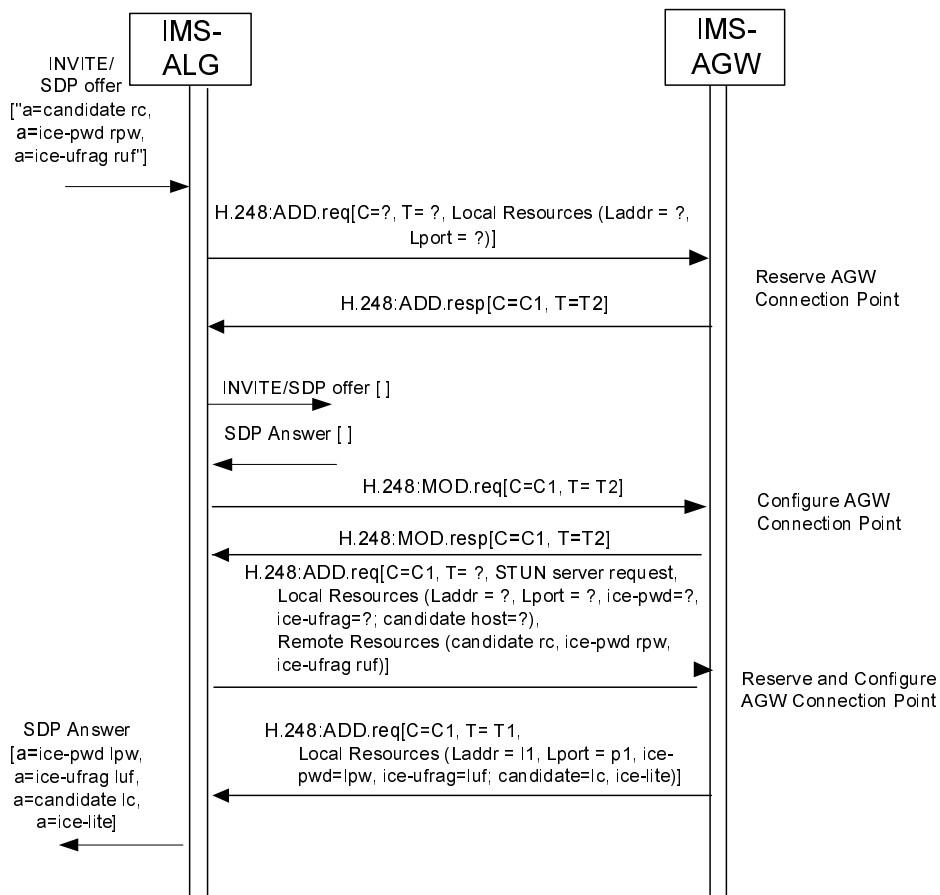 IMS-
ALG
IMS-
AGW
INVITE/
SDP offer
["a=candidate rc,
a=ice-pwd rpw,
a=ice-ufrag ruf"]
H.248:ADD.req[C=?, T= ?, Local Resources (Laddr = ?,
Lport = ?)]
Reserve AGW
Connection Point
H.248:ADD.resp[C=C1, T=T2]
INVITE/SDP offer [ ]
SDP Answer [ ]
H.248:MOD.req[C=C1, T= T2]
Configure AGW
Connection Point
H.248:MOD.resp[C=C1, T=T2]
H.248:ADD.req[C=C1, T= ?, STUN server request,
Local Resources (Laddr = ?, Lport = ?, ice-pwd=?,
ice-ufrag=?; candidate host=?),
Remote Resources (candidate rc, ice-pwd rpw,
ice-ufrag ruf)]
Reserve and Configure
AGW Connection Point
H.248:ADD.req[C=C1, T= T1,
Local Resources (Laddr = l1, Lport = p1, ice-
pwd=lpw, ice-ufrag=luf; candidate=lc, ice-lite)]
SDP Answer
[a=ice-pwd lpw,
a=ice-ufrag luf,
a=candidate lc,
a=ice-lite]